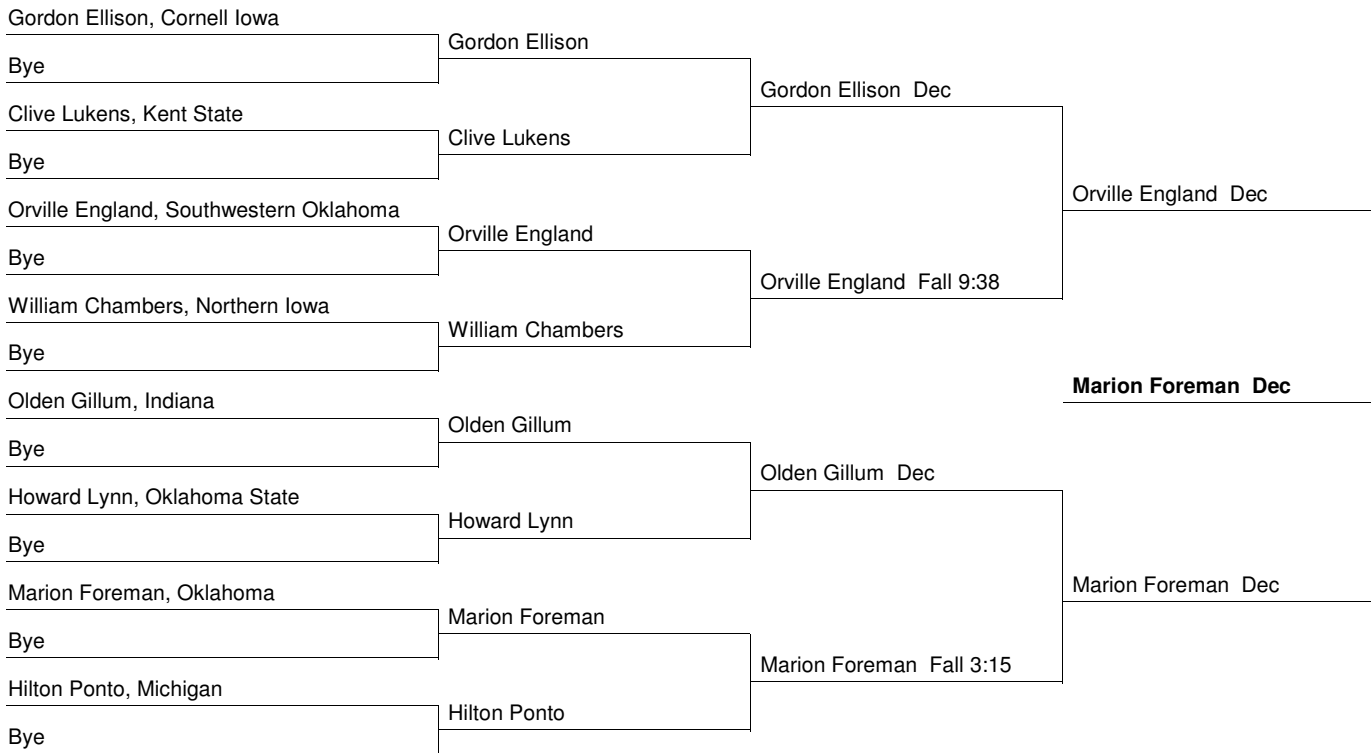 Gordon Ellison, Cornell Iowa
Bye
Clive Lukens, Kent State
Bye
Orville England, Southwestern Oklahoma
Bye
William Chambers, Northern Iowa
Bye
Olden Gillum, Indiana
Bye
Howard Lynn, Oklahoma State
Bye
Marion Foreman, Oklahoma
Bye
Hilton Ponto, Michigan
Bye
Gordon Ellison
Clive Lukens
Orville England
William Chambers
Olden Gillum
Howard Lynn
Marion Foreman
Hilton Ponto
Gordon Ellison Dec
Orville England Fall 9:38
Olden Gillum Dec
Marion Foreman Fall 3:15
Orville England Dec
Marion Foreman Dec
Marion Foreman Dec